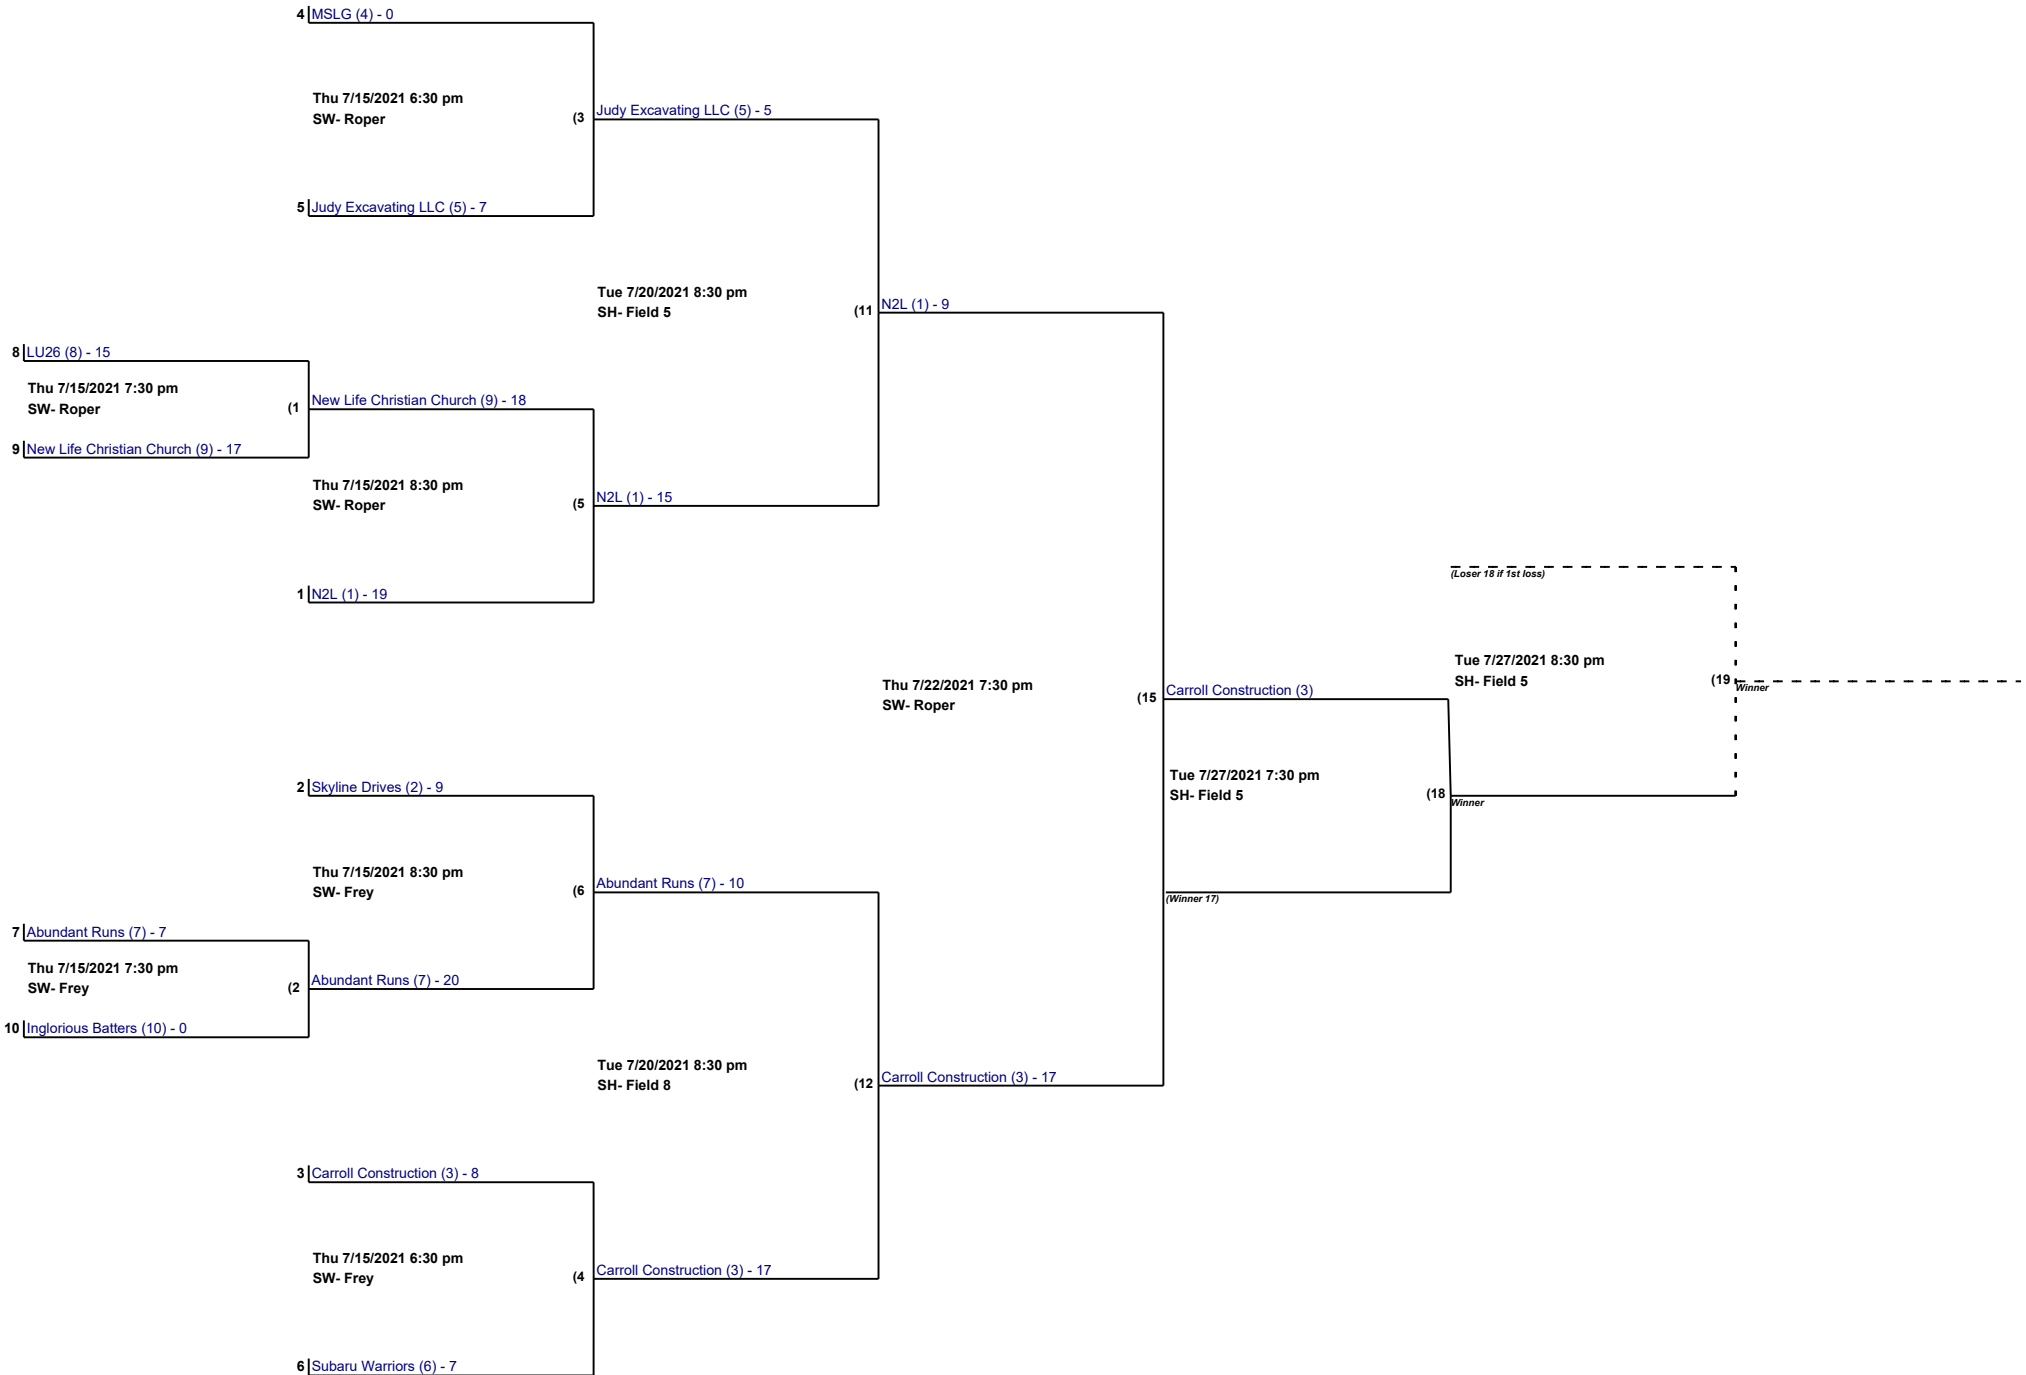 4 MSLG (4) - 0
Thu 7/15/2021 6:30 pm
SW- Roper
(3
Judy Excavating LLC (5) - 5
5 Judy Excavating LLC (5) - 7
Tue 7/20/2021 8:30 pm
SH- Field 5
(11
N2L (1) - 9
8 LU26 (8) - 15
Thu 7/15/2021 7:30 pm
SW- Roper
(1
New Life Christian Church (9) - 18
9 New Life Christian Church (9) - 17
Thu 7/15/2021 8:30 pm
SW- Roper
(5
N2L (1) - 15
1 N2L (1) - 19
(Loser 18 if 1st loss)
Tue 7/27/2021 8:30 pm
SH- Field 5
(19
Winner
Thu 7/22/2021 7:30 pm
SW- Roper
(15
Carroll Construction (3)
Tue 7/27/2021 7:30 pm
SH- Field 5
(18
Winner
2 Skyline Drives (2) - 9
Thu 7/15/2021 8:30 pm
SW- Frey
(6
Abundant Runs (7) - 10
(Winner 17)
7 Abundant Runs (7) - 7
Thu 7/15/2021 7:30 pm
SW- Frey
(2
Abundant Runs (7) - 20
10 Inglorious Batters (10) - 0
Tue 7/20/2021 8:30 pm
SH- Field 8
(12
Carroll Construction (3) - 17
3 Carroll Construction (3) - 8
Thu 7/15/2021 6:30 pm
SW- Frey
(4
Carroll Construction (3) - 17
6 Subaru Warriors (6) - 7